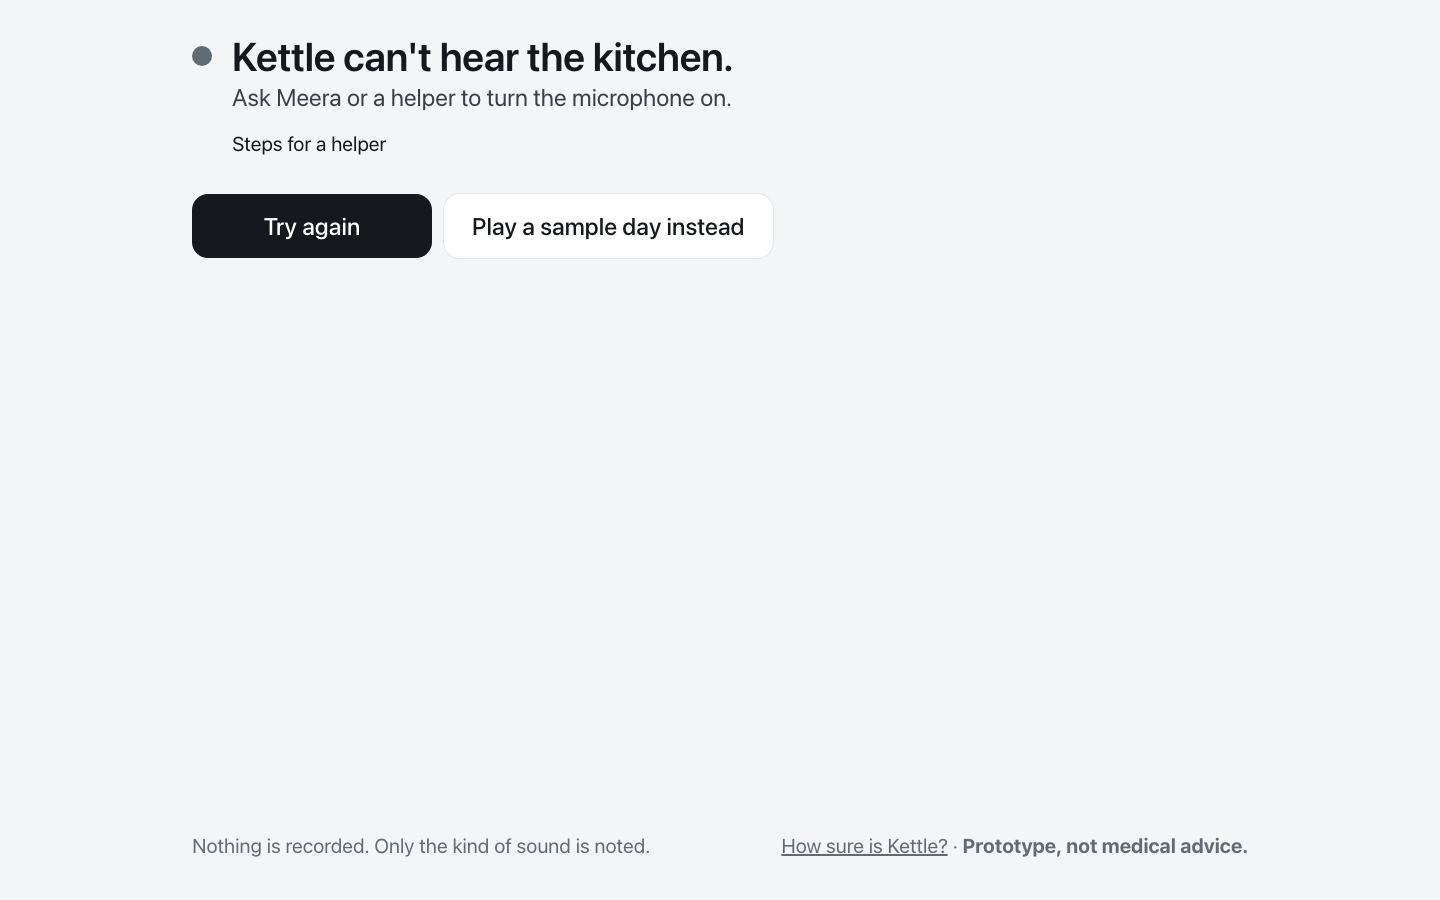 Kettle can't hear the kitchen.
Ask Meera or a helper to turn the microphone on.
Steps for a helper
Try again
Play a sample day instead
Nothing is recorded. Only the kind of sound is noted.
How sure is Kettle? · Prototype, not medical advice.